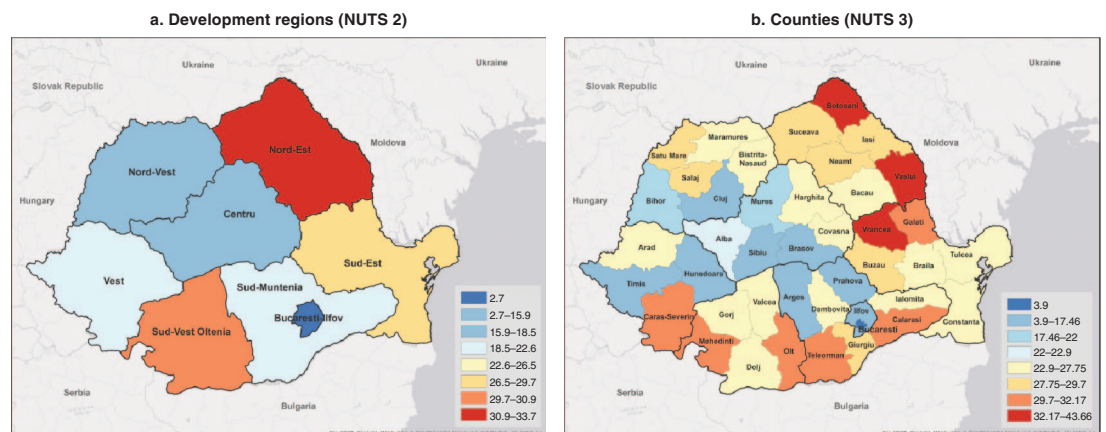 a. Development regions (NUTS 2)
Ukraine
Ukraine
Slovak Republic
Moldova
Hungary
Nord-Est
Nord-Vest
Centru
Sud-Est
Vest
Sud-Muntenia
Bucuresti-Ilfov
Sud-Vest Oltenia
Serbia
Bulgaria
2.7
2.7–15.9
15.9–18.5
18.5–22.6
22.6–26.5
26.5–29.7
29.7–30.9
30.9–33.7
b. Counties (NUTS 3)
Ukraine
Ukraine
Slovak Republic
Moldova
Hungary
Botosani
Suceava
Maramures
Iasi
Satu Mare
Bistrita-
Nasaud
Neamt
Salaj
Vaslui
Bacau
Cluj
Mures
Harghita
Bihor
Vrancea
Galati
Covasna
Alba
Arad
Sibiu
Brasov
Buzau
Braila
Tulcea
Hunedoara
Timis
Prahova
Arges
Valcea
Dambovita
Ialomita
Ilfov
Gorj
Caras-Severin
Calarasi
Constanta
Bucuresti
Mehedinti
Olt
Giurgiu
Teleorman
Dolj
Serbia
Bulgaria
3.9
3.9–17.46
17.46–22
22–22.9
22.9–27.75
27.75–29.7
29.7–32.17
32.17–43.66